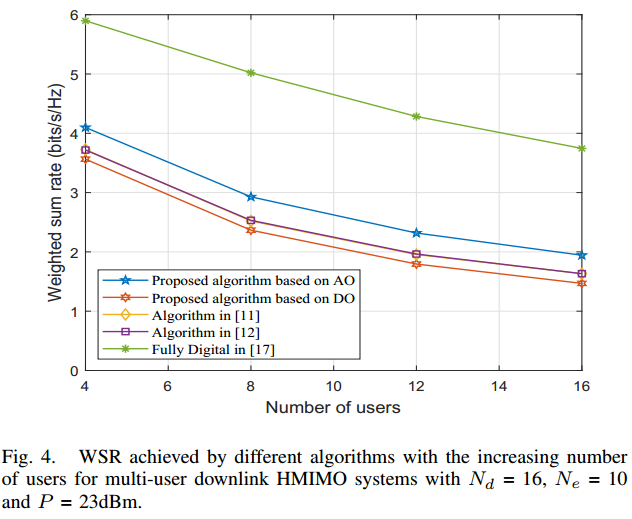 6
5
4
3
2
1
0
Weighted sum rate (bits/s/Hz)
Proposed algorithm based on AO
Proposed algorithm based on DO
Algorithm in [11]
Algorithm in [12]
Fully Digital in [17]
4 6 8 10 12 14 16
Number of users
Fig. 4. WSR achieved by different algorithms with the increasing number
of users for multi-user downlink HMIMO systems with N_d = 16, N_e = 10
and P = 23dBm.